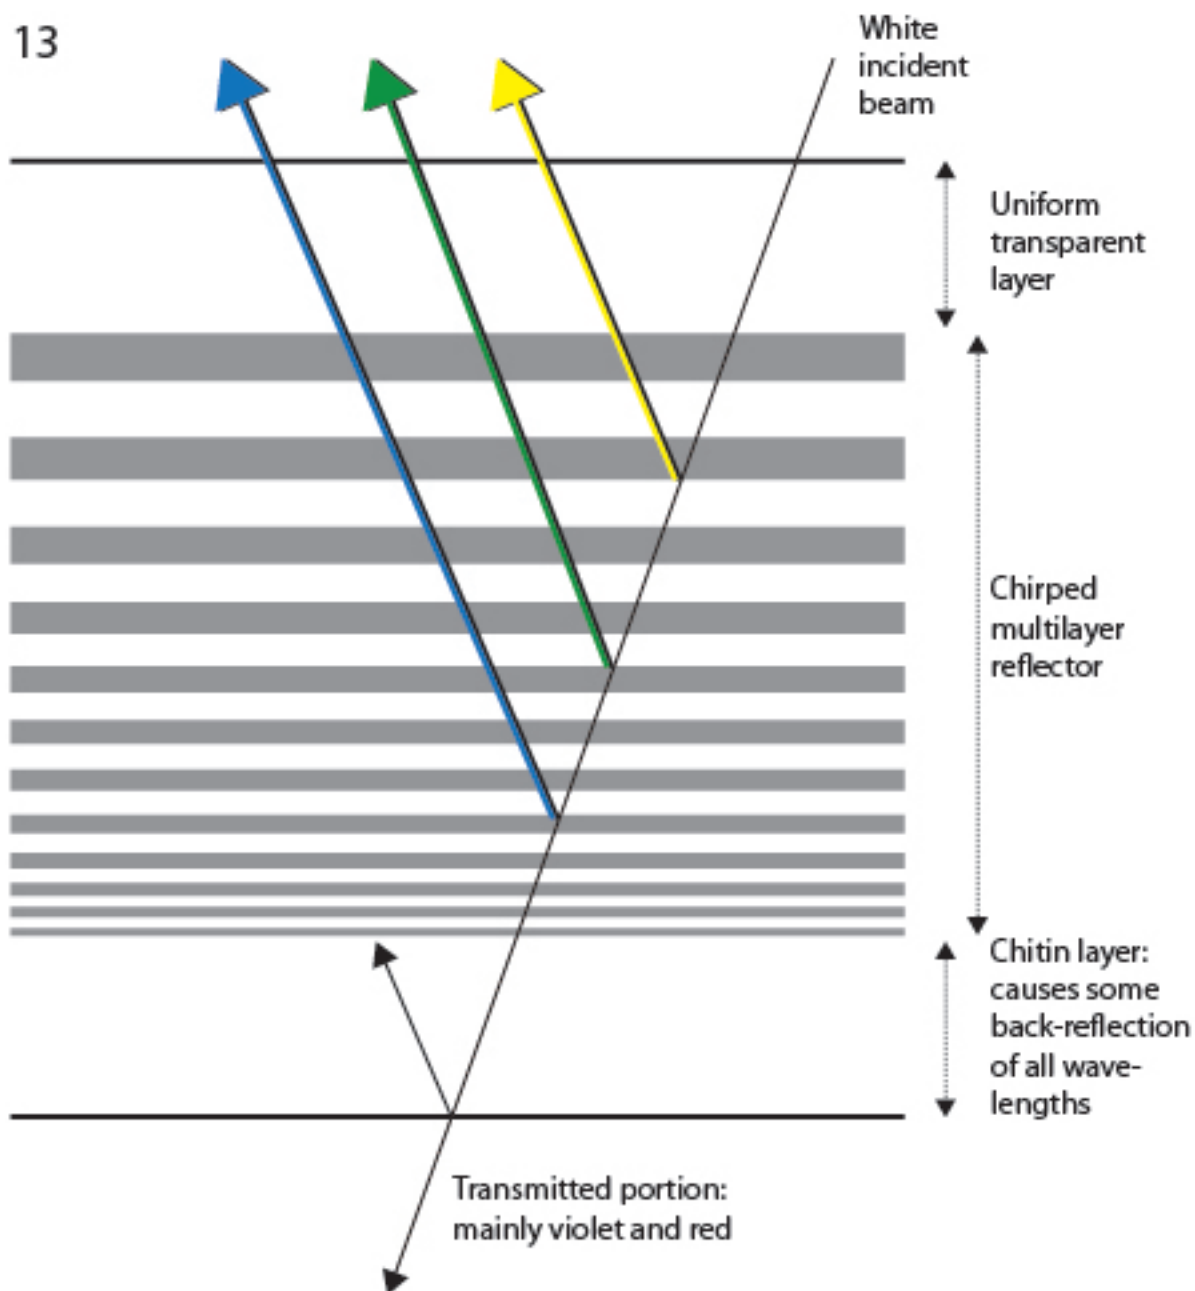 13
White
incident
beam
Uniform
transparent
layer
Chirped
multilayer
reflector
Chitin layer:
causes some
back-reflection
of all wave-
lengths
Transmitted portion:
mainly violet and red